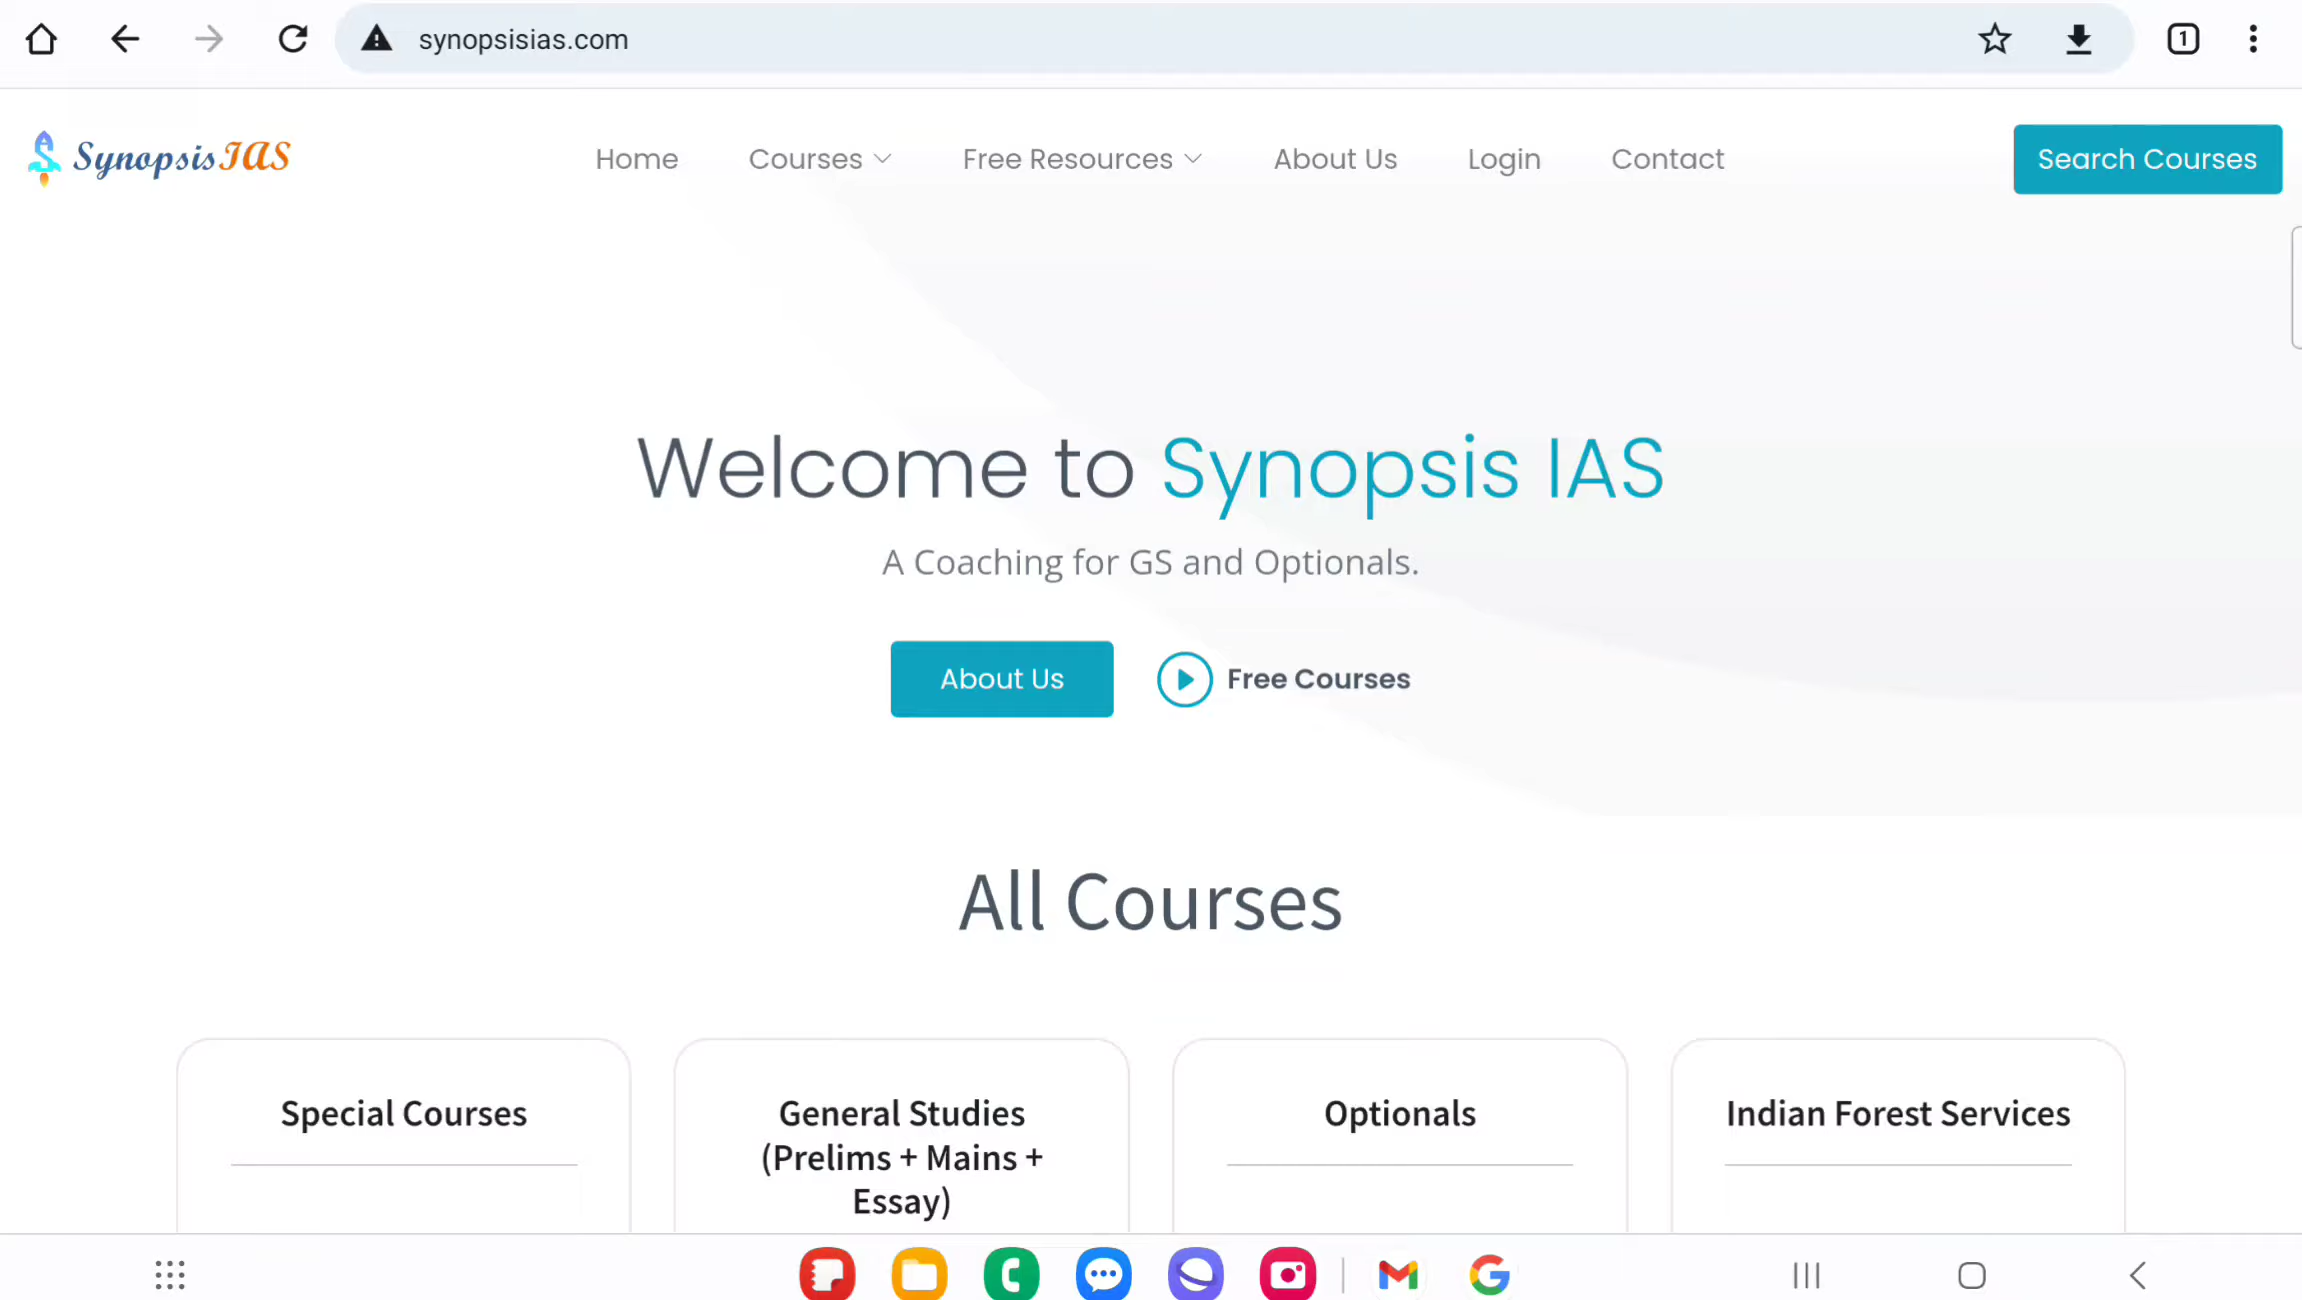 synopsisias.com
1
SynopsisIAS
Home
Courses
Free Resources
About Us
Login
Contact
Search Courses
Welcome to Synopsis IAS
A Coaching for GS and Optionals.
About Us
Free Courses
All Courses
Special Courses
General Studies
(Prelims + Mains +
Essay)
Optionals
Indian Forest Services